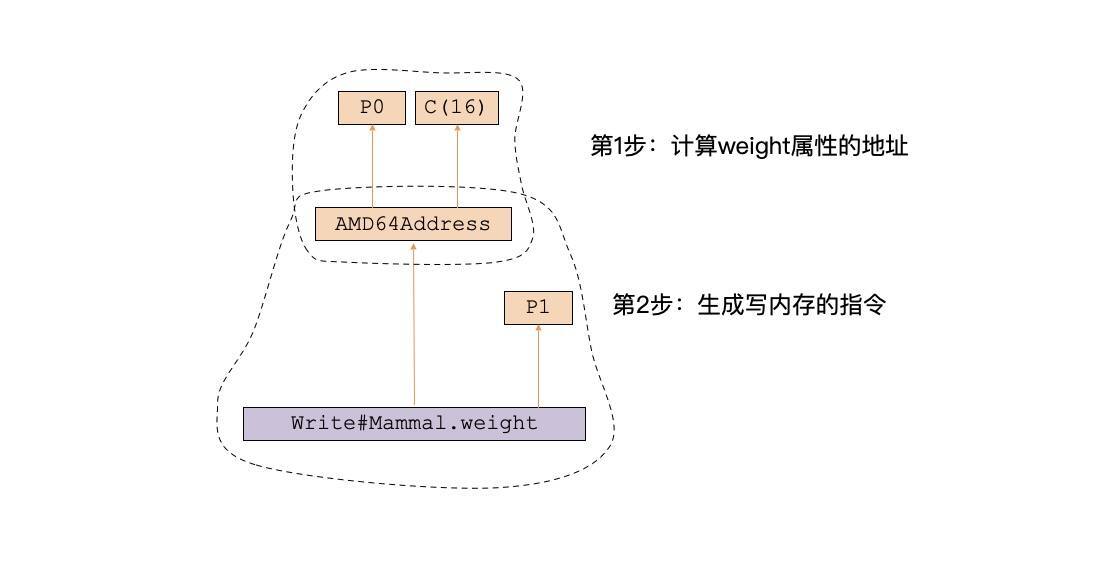 P0
C(16)
第1步：计算weight属性的地址
AMD64Address
P1
第2步：生成写内存的指令
Write#Mammal.weight